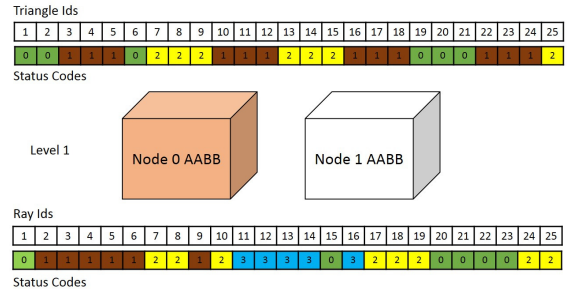 Triangle Ids
1 2 3 4 5 6 7 8 9 10 11 12 13 14 15 16 17 18 19 20 21 22 23 24 25
0 0 1 1 1 0 2 2 2 1 1 1 2 2 2 1 1 1 0 0 0 1 1 1 2
Status Codes
Level 1 Node 0 AABB Node 1 AABB
Ray Ids
1 2 3 4 5 6 7 8 9 10 11 12 13 14 15 16 17 18 19 20 21 22 23 24 25
0 1 1 1 1 1 2 2 1 2 3 3 3 3 0 3 2 2 2 0 0 0 0 2 2
Status Codes